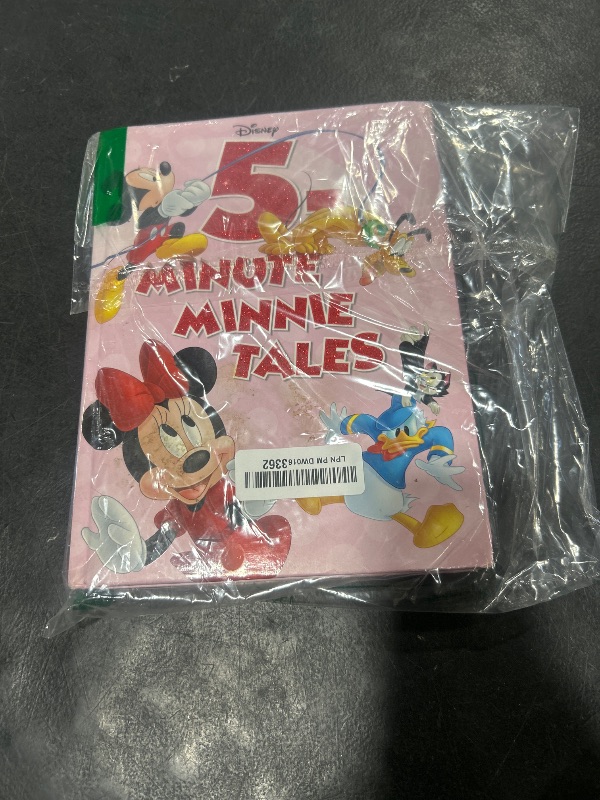 Disney
5-
MINUTE
MINNIE
TALES
LPN PM DW0163362